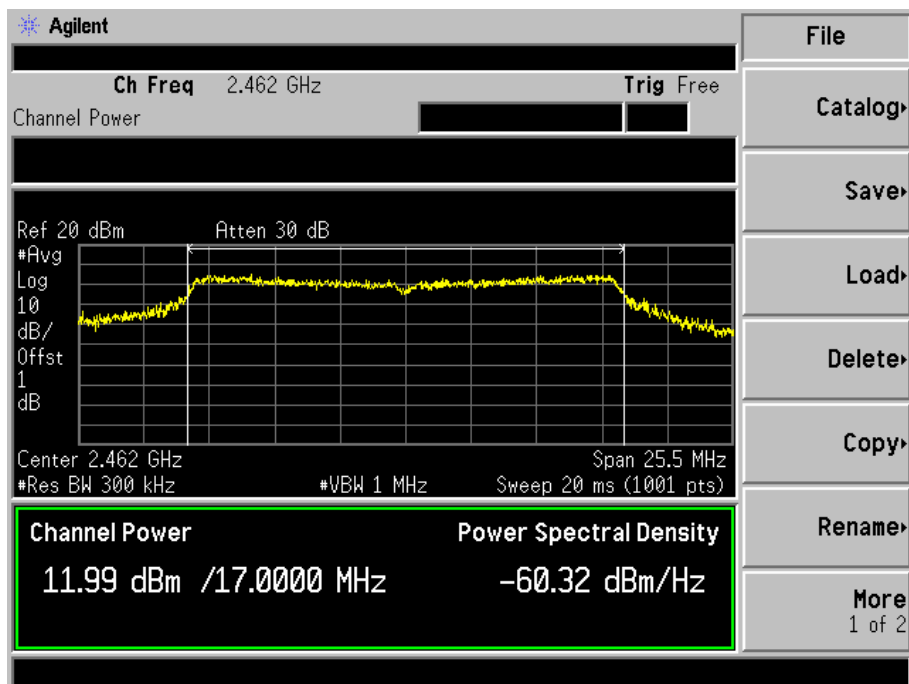 Agilent
Ch Freq 2.462 GHz Trig Free
Channel Power
Ref 20 dBm Atten 30 dB
#Avg
Log
10
dB/
Offst
1
dB
Center 2.462 GHz Span 25.5 MHz
#Res BW 300 kHz #VBW 1 MHz Sweep 20 ms (1001 pts)
Channel Power Power Spectral Density
11.99 dBm /17.0000 MHz -60.32 dBm/Hz
File
Catalog
Save
Load
Delete
Copy
Rename
More
1 of 2